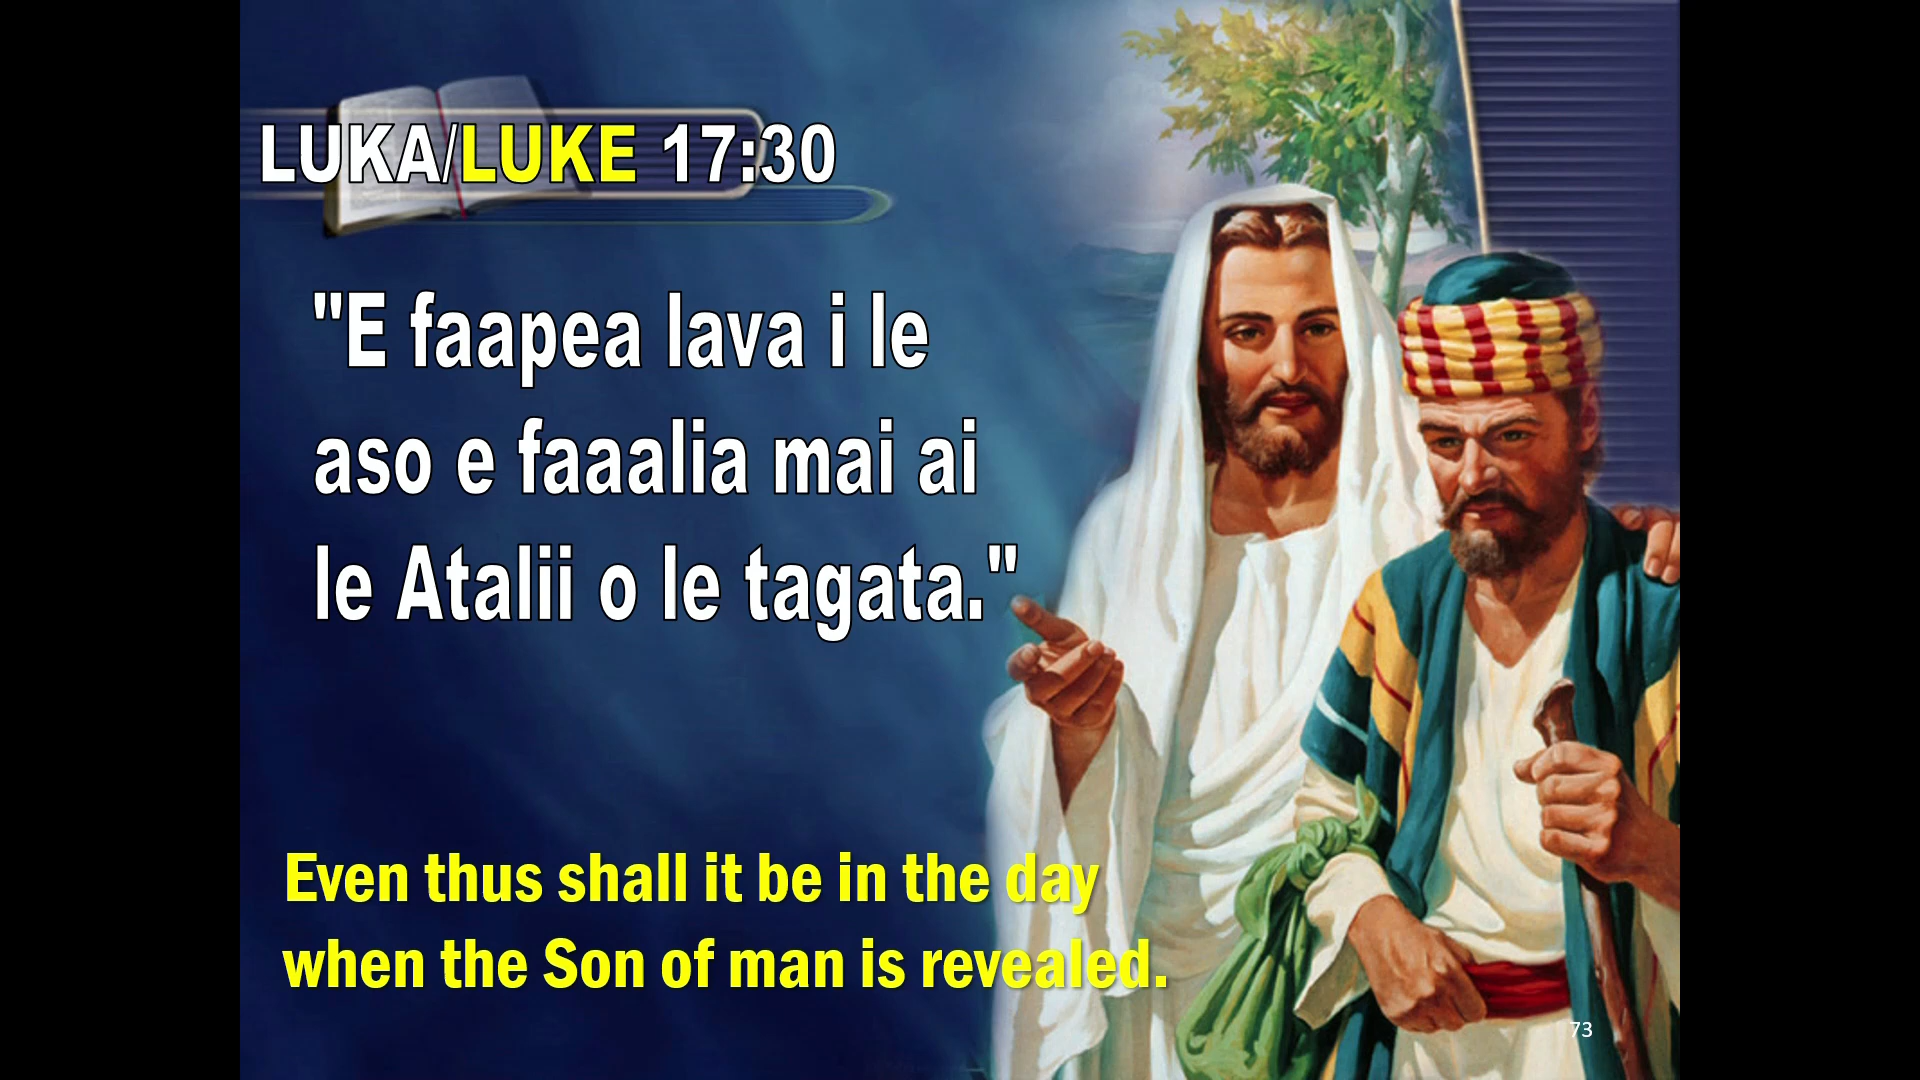 LUKA/LUKE 17:30
"E faapea lava i le
aso e faaalia mai ai
le Atalii o le tagata."
Even thus shall it be in the day
when the Son of man is revealed.
73